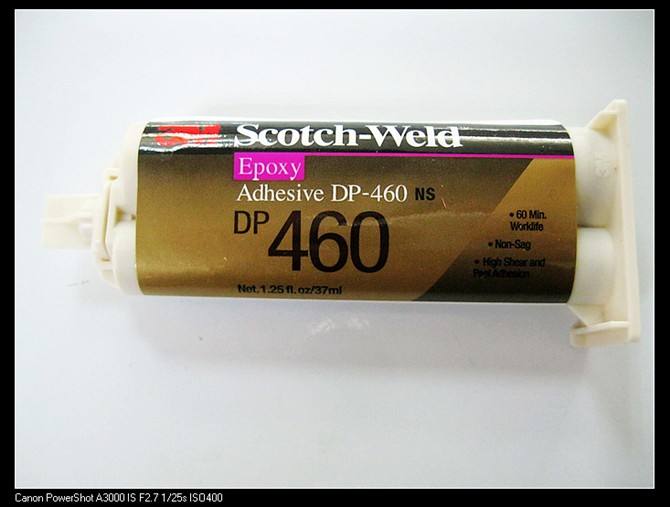 3M Scotch-Weld
Epoxy
Adhesive DP-460 NS
DP 460
• 60 Min.
Worklife
• Non-Sag
• High Shear and
Peel Adhesion
Net. 1.25 fl. oz/37ml
3M
Canon PowerShot A3000 IS F2.7 1/25s ISO400